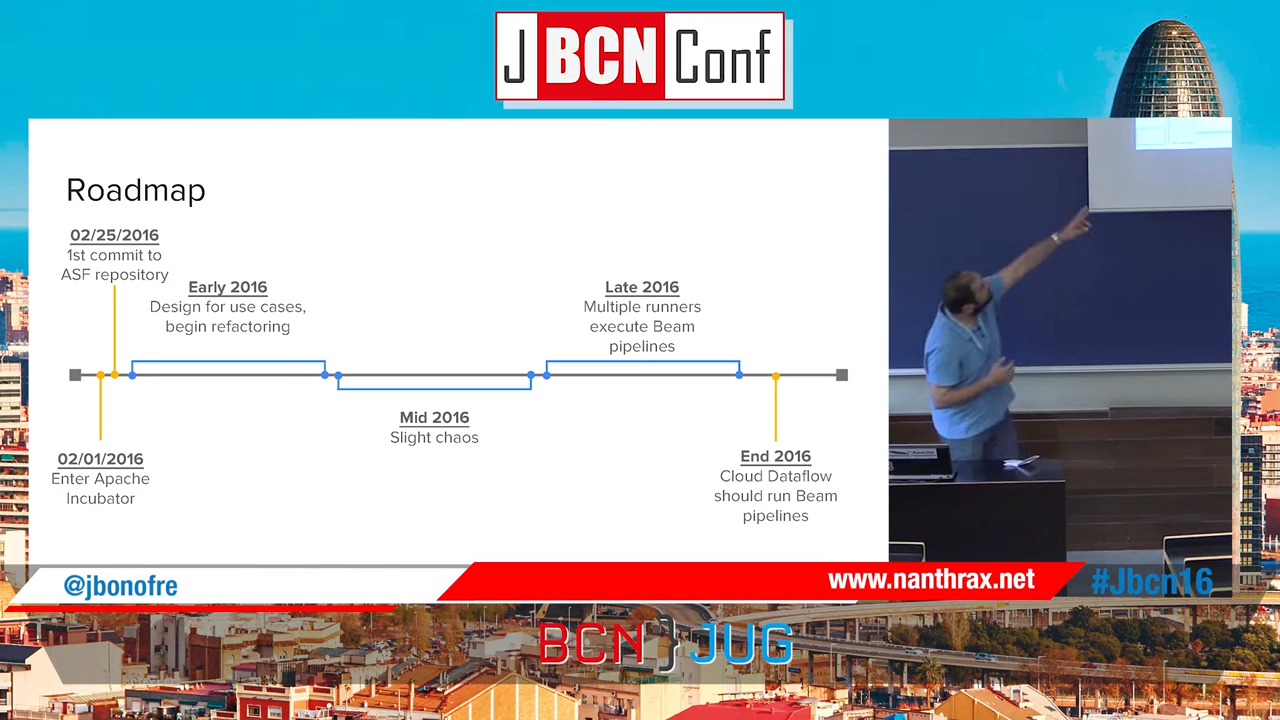 J BCN Conf
Roadmap
02/25/2016
1st commit to
ASF repository
Early 2016
Design for use cases,
begin refactoring
Late 2016
Multiple runners
execute Beam
pipelines
Mid 2016
Slight chaos
02/01/2016
Enter Apache
Incubator
End 2016
Cloud Dataflow
should run Beam
pipelines
@jbonofre
www.nanthrax.net
#Jbcn16
BCN JUG